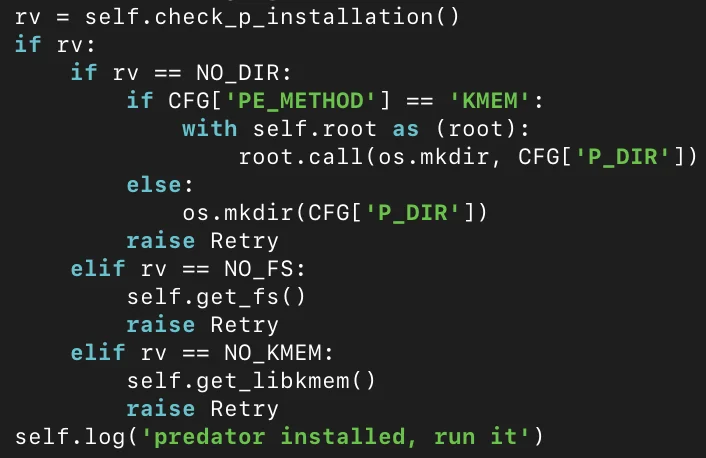 rv = self.check_p_installation()
if rv:
    if rv == NO_DIR:
        if CFG['PE_METHOD'] == 'KMEM':
            with self.root as (root):
                root.call(os.mkdir, CFG['P_DIR'])
        else:
            os.mkdir(CFG['P_DIR'])
        raise Retry
    elif rv == NO_FS:
        self.get_fs()
        raise Retry
    elif rv == NO_KMEM:
        self.get_libkmem()
        raise Retry
self.log('predator installed, run it')